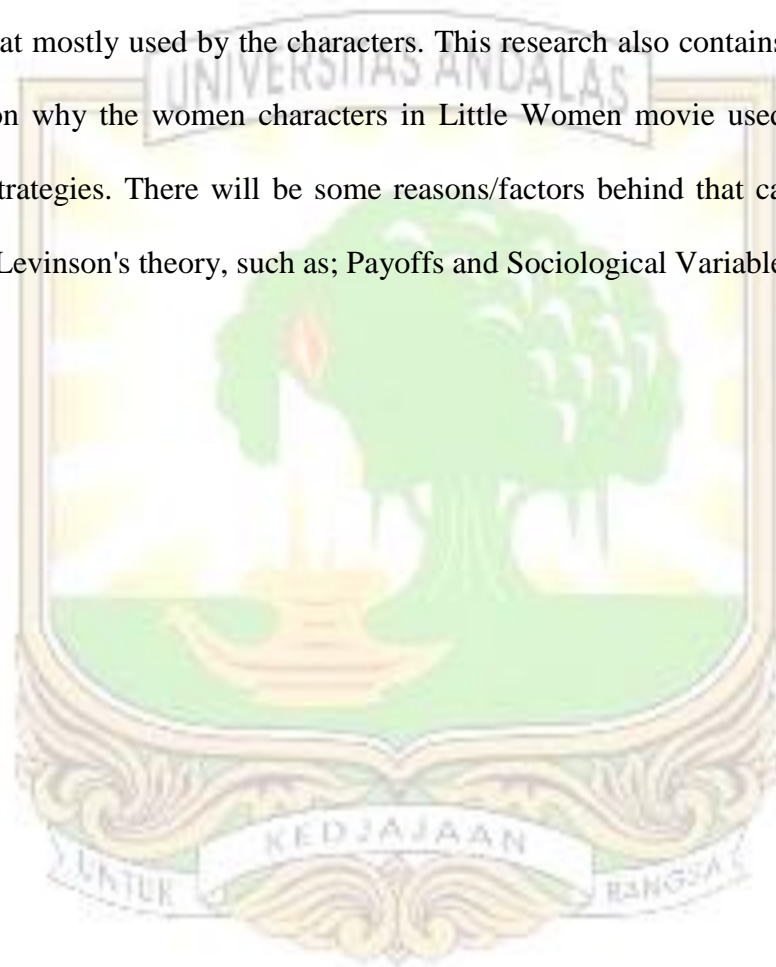 at mostly used by the characters. This research also contains
UNIVERSITAS ANDALAS
on why the women characters in Little Women movie used
trategies. There will be some reasons/factors behind that ca
Levinson's theory, such as; Payoffs and Sociological Variable
KEDJAJAAN
UNTUK
BANGSA